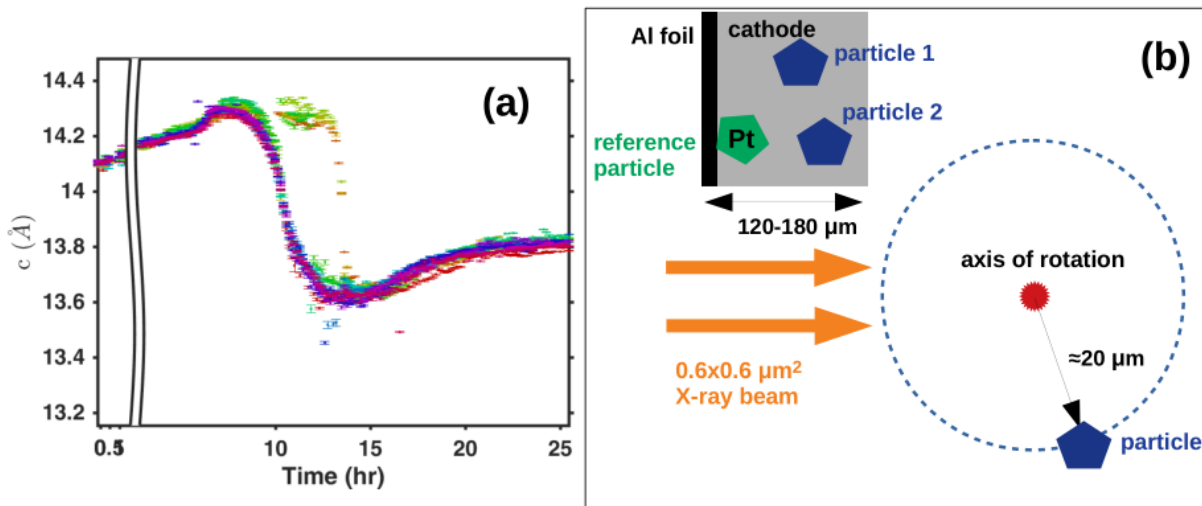 (a)
c (Å)
14.4
14.2
14
13.8
13.6
13.4
13.2
0.5 1 10 15 20 25
Time (hr)
(b)
Al foil
cathode
particle 1
particle 2
Pt
reference
particle
120-180 µm
axis of rotation
≈20 µm
0.6x0.6 µm²
X-ray beam
particle